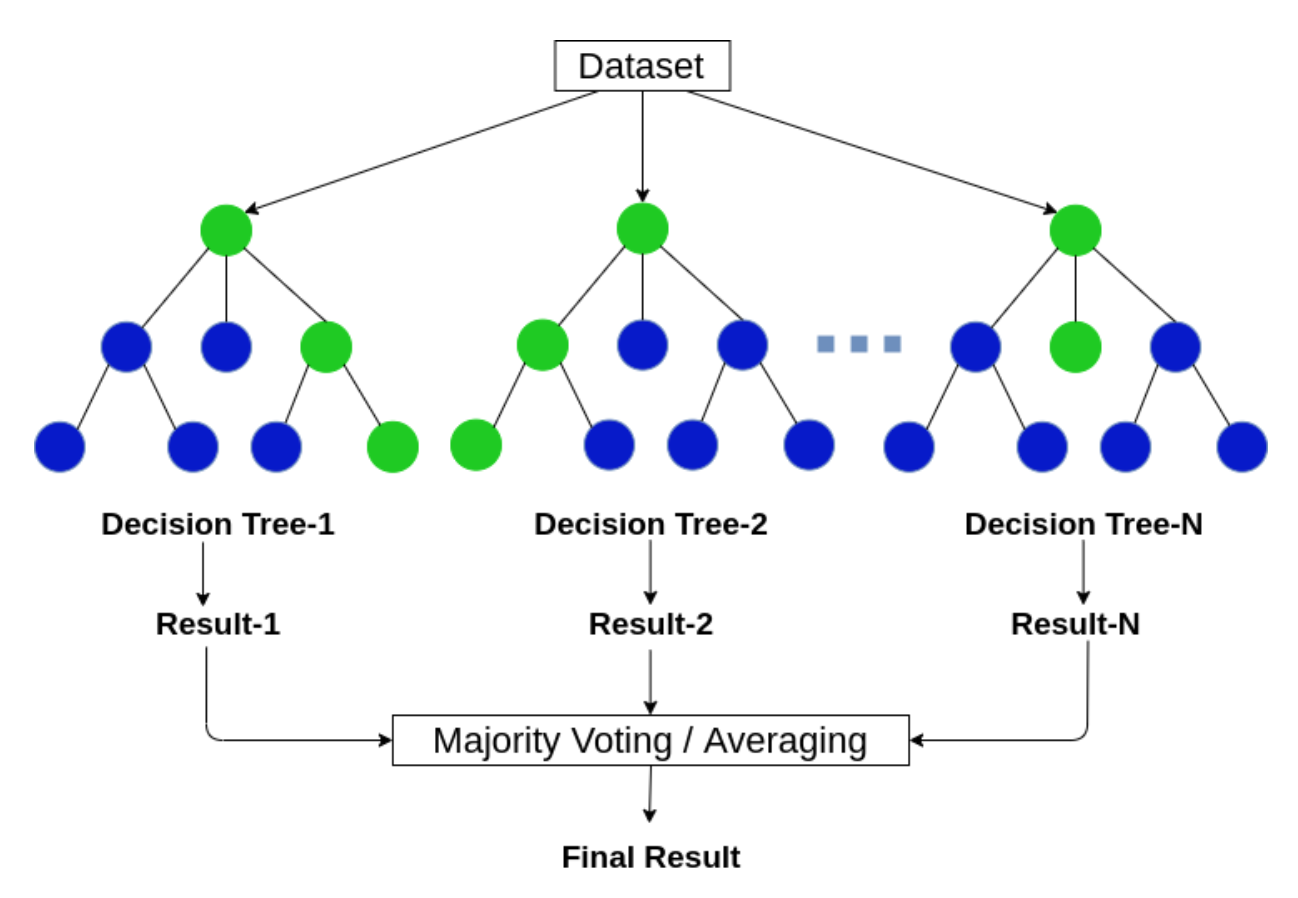 Dataset
Decision Tree-1
Decision Tree-2
Decision Tree-N
Result-1
Result-2
Result-N
Majority Voting / Averaging
Final Result